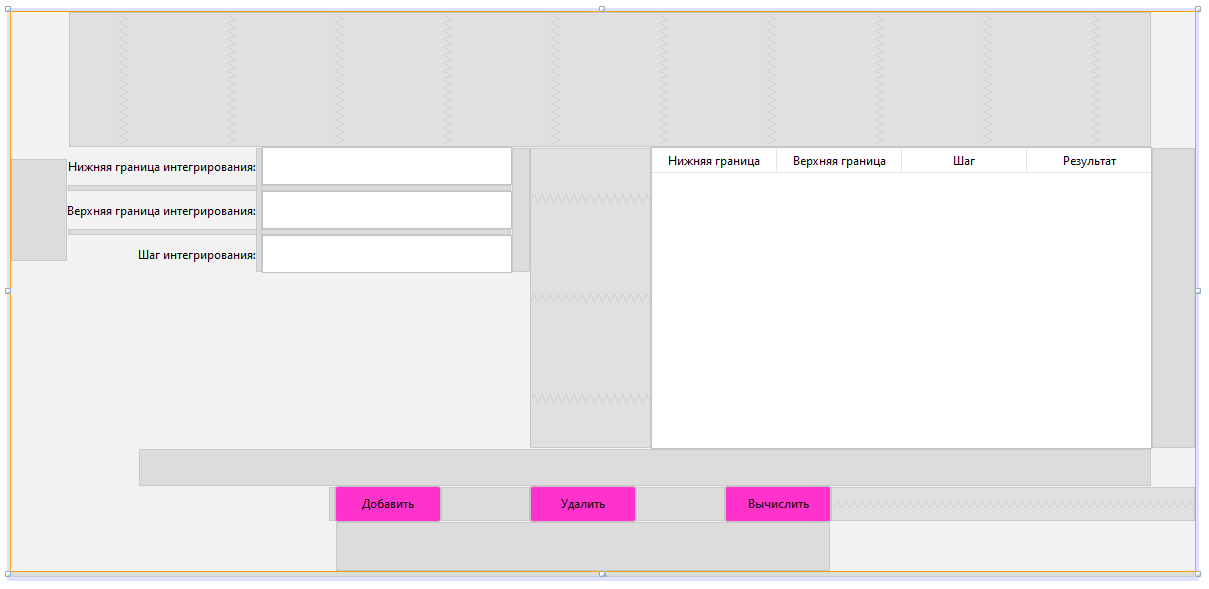 Нижняя граница интегрирования:
Верхняя граница интегрирования:
Шаг интегрирования:
Нижняя граница Верхняя граница Шаг Результат
Добавить Удалить Вычислить